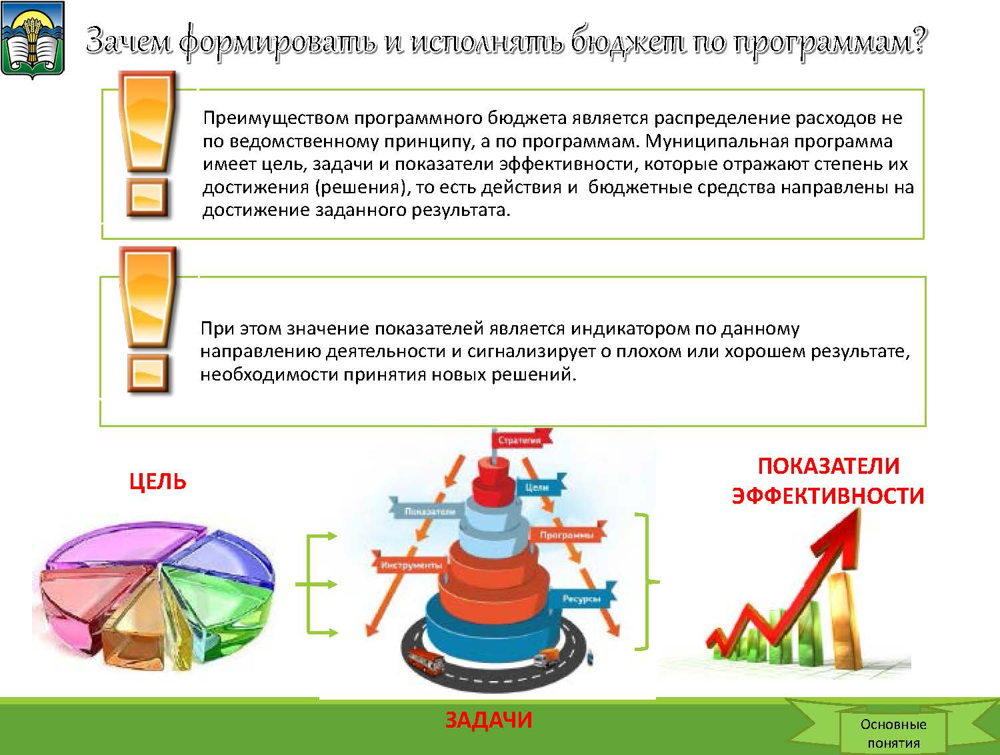 Зачем формировать и исполнять бюджет по программам?
Преимуществом программного бюджета является распределение расходов не
по ведомственному принципу, а по программам. Муниципальная программа
имеет цель, задачи и показатели эффективности, которые отражают степень их
достижения (решения), то есть действия и бюджетные средства направлены на
достижение заданного результата.
При этом значение показателей является индикатором по данному
направлению деятельности и сигнализирует о плохом или хорошем результате,
необходимости принятия новых решений.
ЦЕЛЬ
Стратегия
Цели
Показатели
Программы
Инструменты
Ресурсы
ПОКАЗАТЕЛИ
ЭФФЕКТИВНОСТИ
ЗАДАЧИ
Основные
понятия